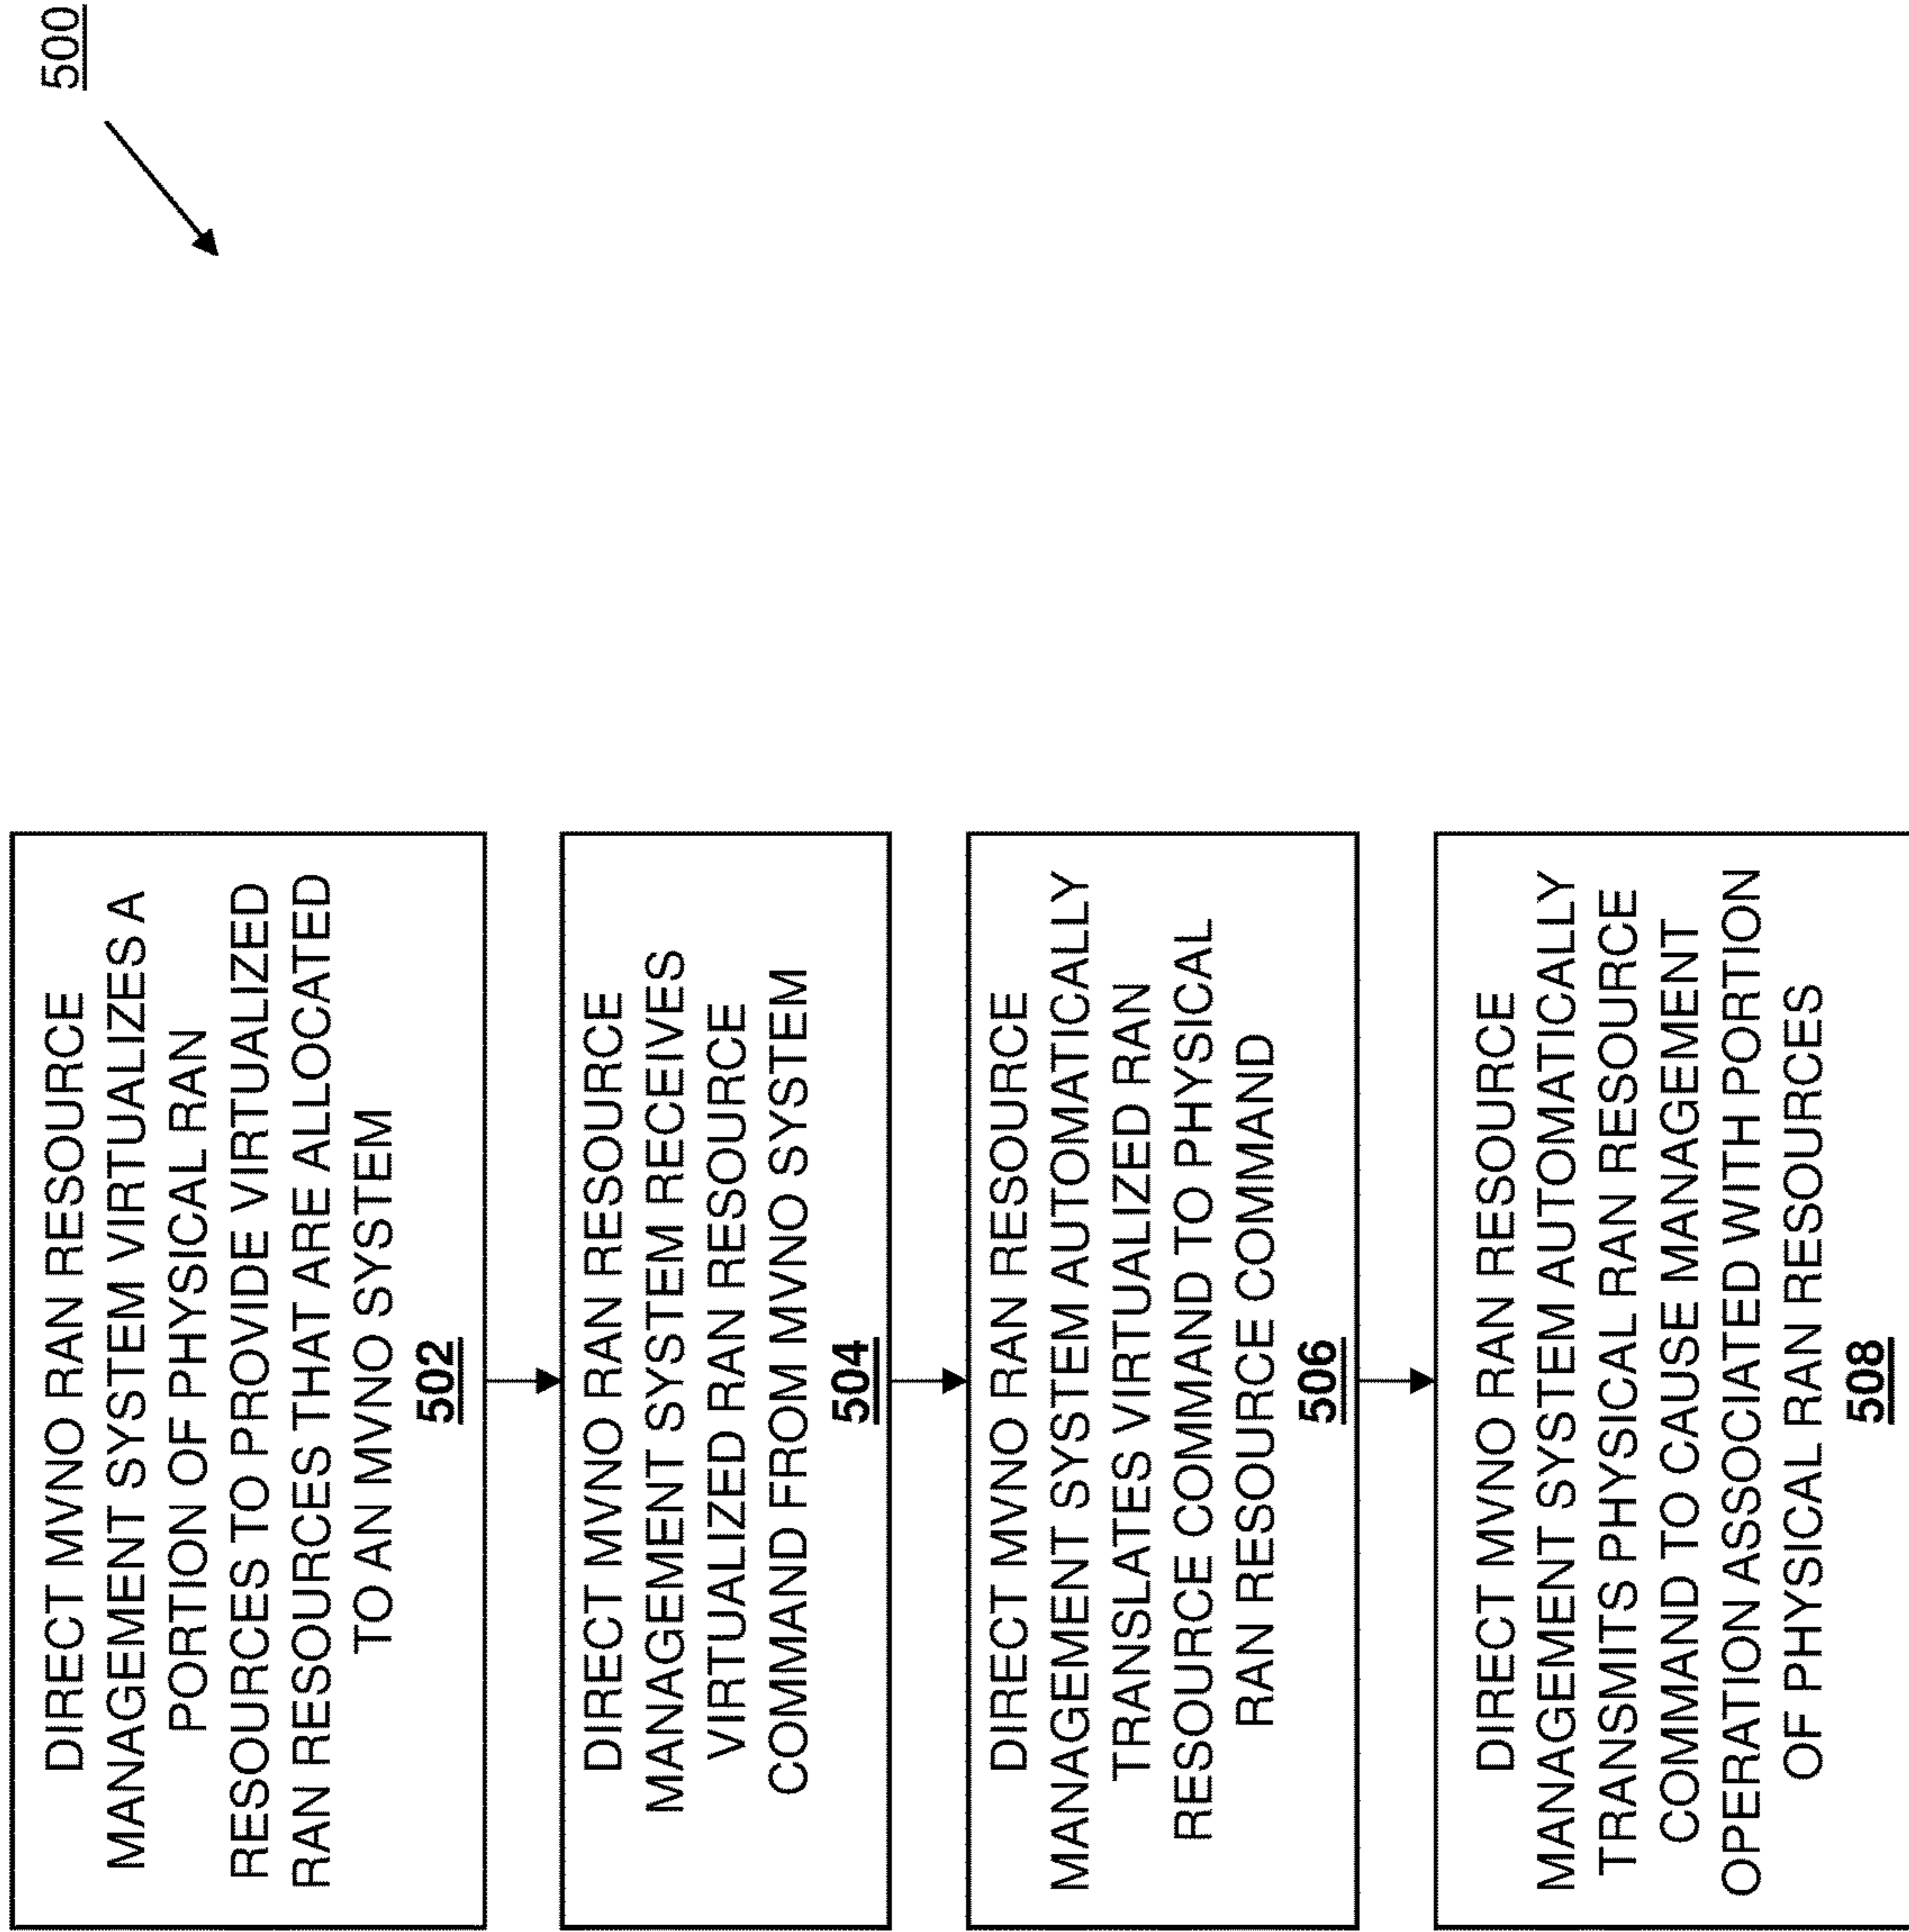 500
DIRECT MVNO RAN RESOURCE
MANAGEMENT SYSTEM VIRTUALIZES A
PORTION OF PHYSICAL RAN
RESOURCES TO PROVIDE VIRTUALIZED
RAN RESOURCES THAT ARE ALLOCATED
TO AN MVNO SYSTEM
502
DIRECT MVNO RAN RESOURCE
MANAGEMENT SYSTEM RECEIVES
VIRTUALIZED RAN RESOURCE
COMMAND FROM MVNO SYSTEM
504
DIRECT MVNO RAN RESOURCE
MANAGEMENT SYSTEM AUTOMATICALLY
TRANSLATES VIRTUALIZED RAN
RESOURCE COMMAND TO PHYSICAL
RAN RESOURCE COMMAND
506
DIRECT MVNO RAN RESOURCE
MANAGEMENT SYSTEM AUTOMATICALLY
TRANSMITS PHYSICAL RAN RESOURCE
COMMAND TO CAUSE MANAGEMENT
OPERATION ASSOCIATED WITH PORTION
OF PHYSICAL RAN RESOURCES
508